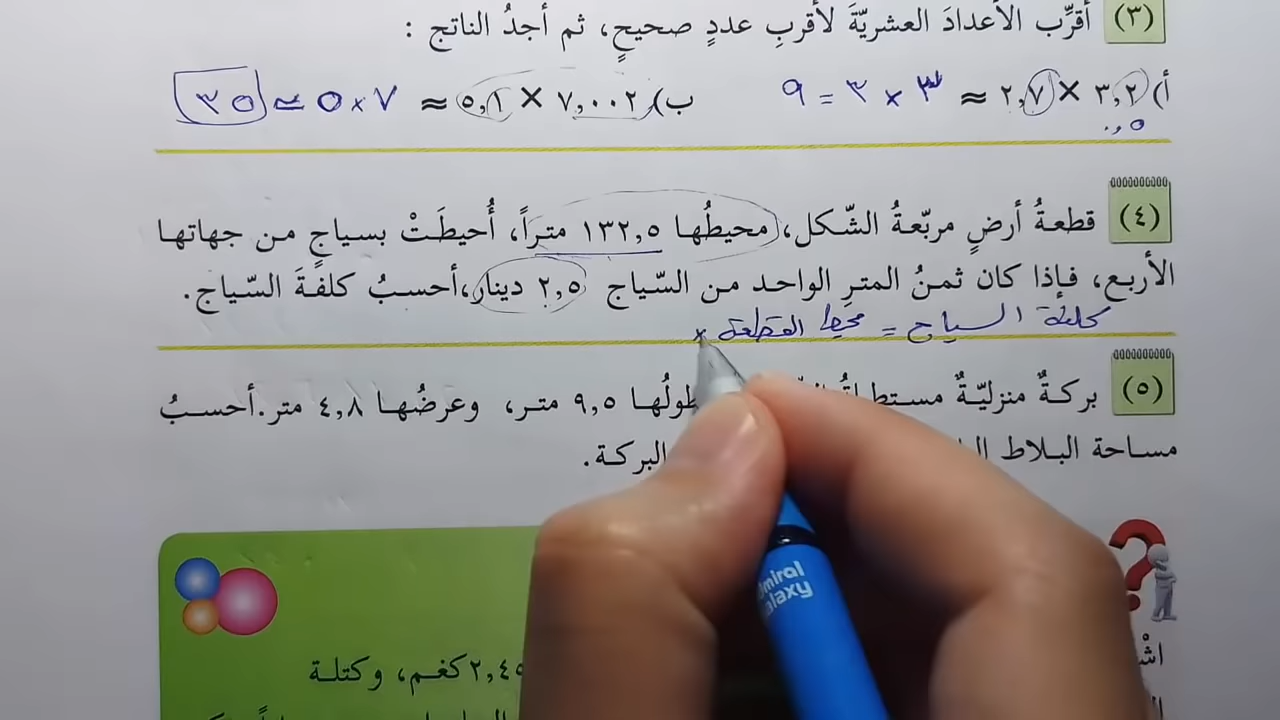 (٣) أقرِّب الأعدادَ العشريّةَ لأقربِ عددٍ صحيحٍ، ثم أجدُ الناتج :
أ) ٣,٢ × ٢,٧ ≈ ٣ × ٣ = ٩ ب) ٧,٠٠٢ × ٥,١ ≈ ٧ × ٥ ≃ ٣٥
٠,٥
(٤) قطعةُ أرضٍ مربّعةُ الشّكل، محيطُها ١٣٢,٥ متراً، أُحيطَتْ بسياجٍ من جهاتها
الأربع، فإذا كان ثمنُ المترِ الواحد من السّياج ٢,٥ دينار، أحسبُ كلفةَ السّياج.
كلفة السياج = محيط القطعة ×
(٥) بركةٌ منزليّةٌ طولُها ٩,٥ متر، وعرضُها ٤,٨ متر. أحسبُ
مساحة البلاط البركة.
٢,٤٥ كغم، وكتلة